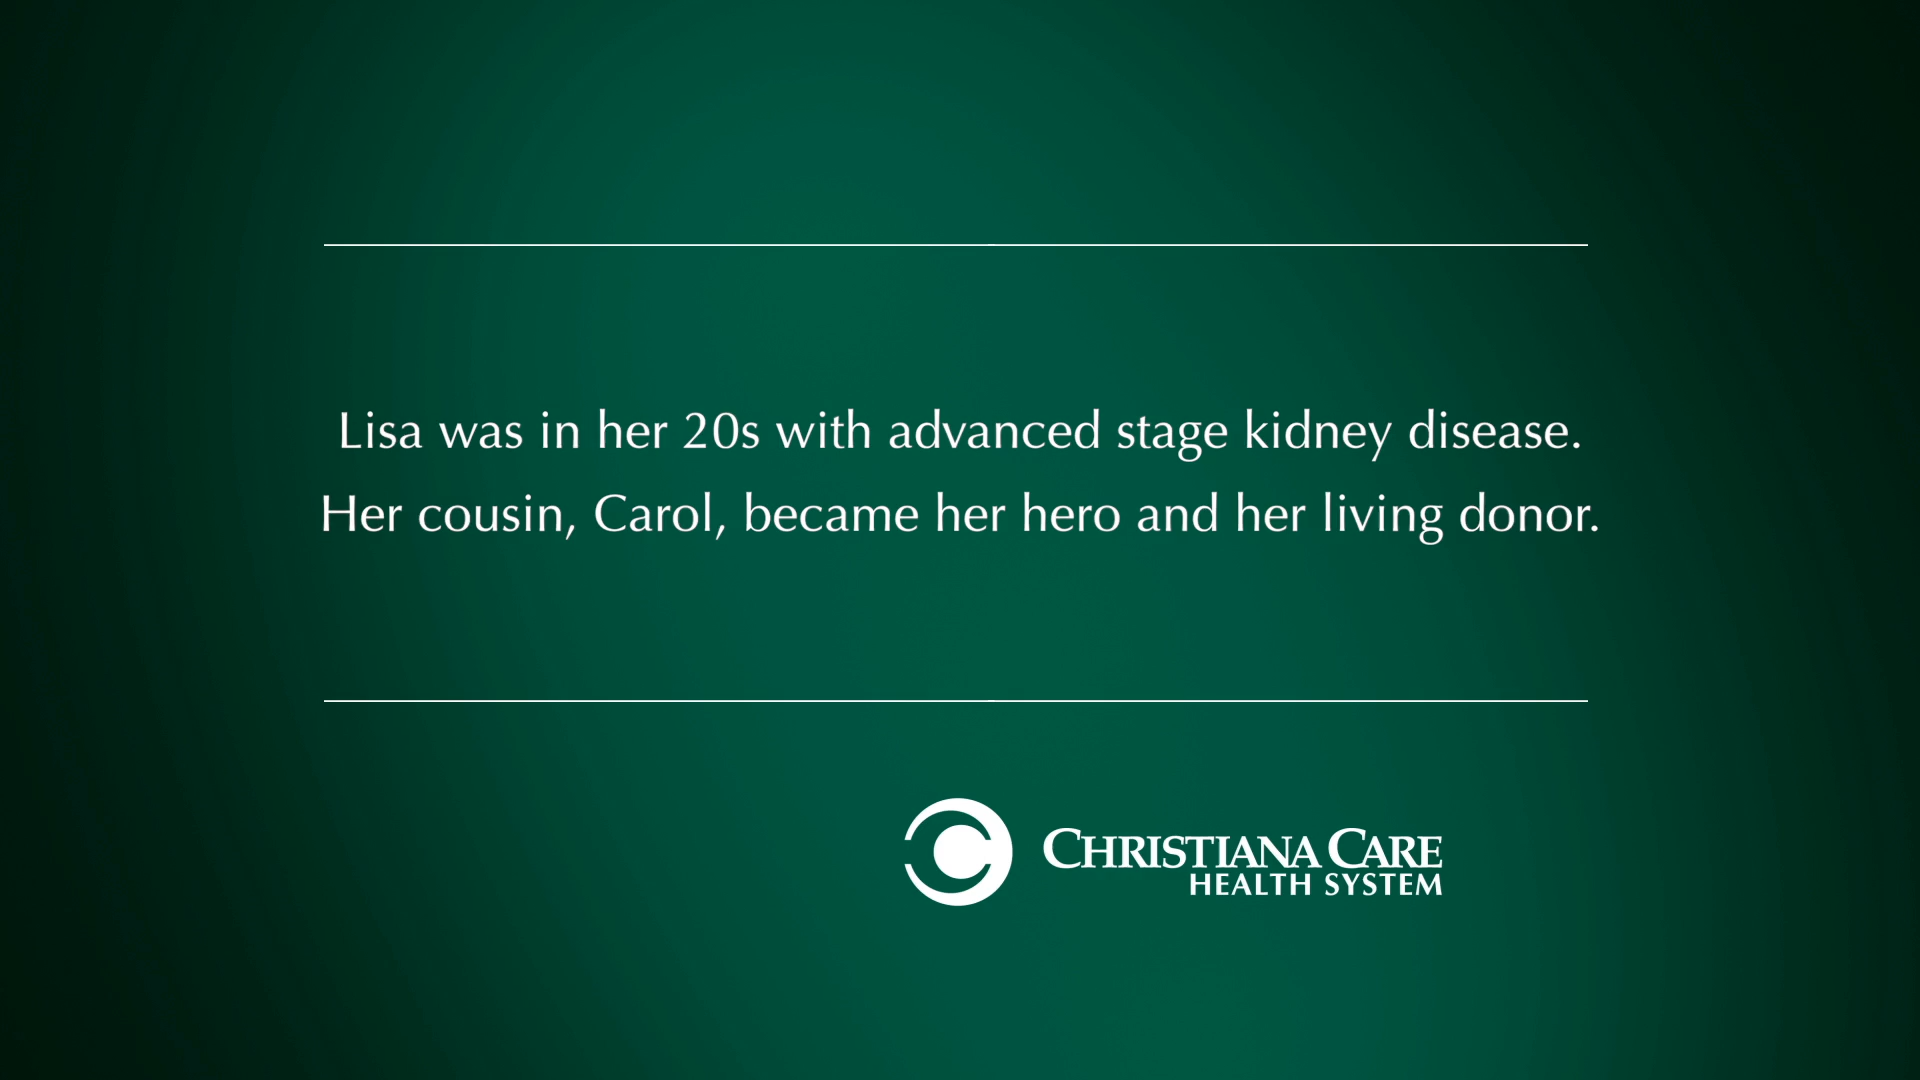 Lisa was in her 20s with advanced stage kidney disease.
Her cousin, Carol, became her hero and her living donor.
CHRISTIANA CARE
HEALTH SYSTEM